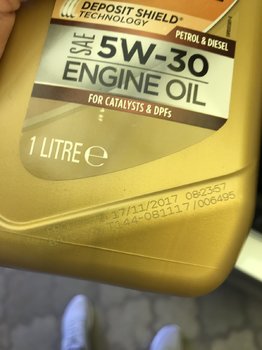 DEPOSIT SHIELD®
TECHNOLOGY
PETROL & DIESEL
SAE 5W-30
ENGINE OIL
FOR CATALYSTS & DPFs
1 LITRE ℮
17/11/2017 08:23:57
T344-081117/006495